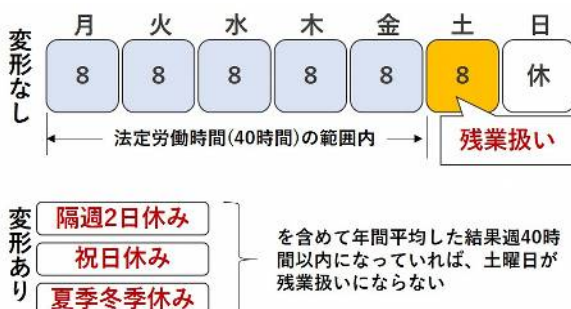 月 火 水 木 金 土 日
変形なし
8 8 8 8 8 8 休
法定労働時間(40時間)の範囲内
残業扱い
変形あり
隔週2日休み
祝日休み
夏季冬季休み
を含めて年間平均した結果週40時
間以内になっていれば、土曜日が
残業扱いにならない